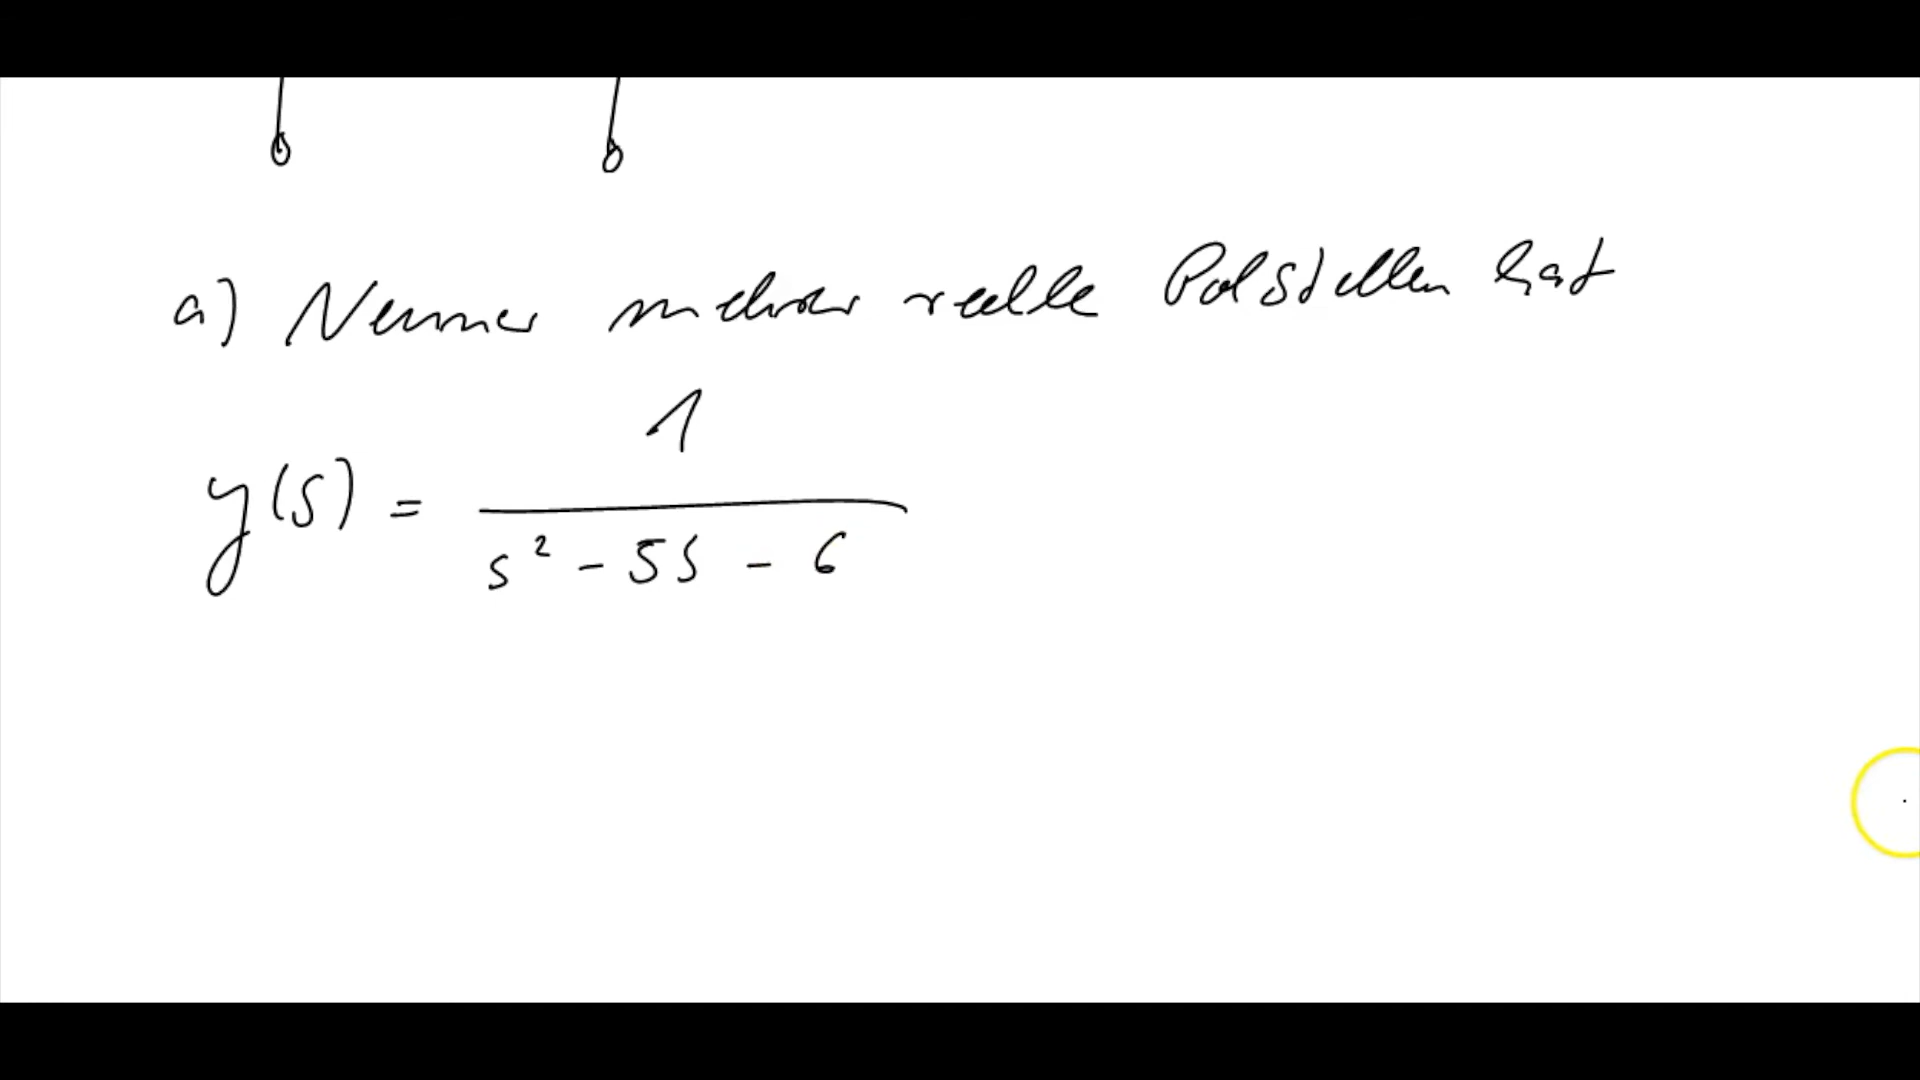 a) Nenner mehrere reelle Polstellen hat
1
y(s) = ―――
s² - 5s - 6